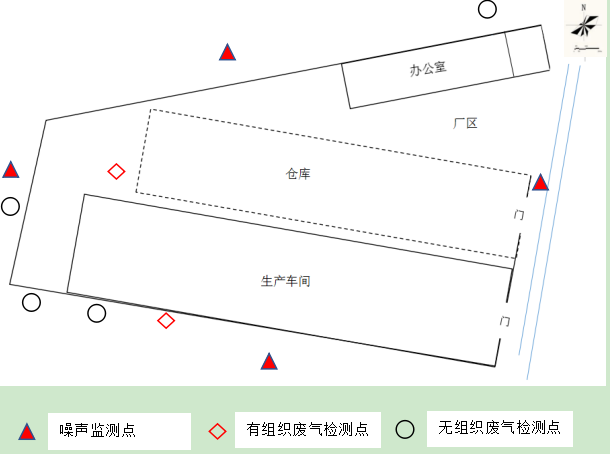 N
办公室
厂区
仓库
门
生产车间
门
噪声监测点
有组织废气检测点
无组织废气检测点